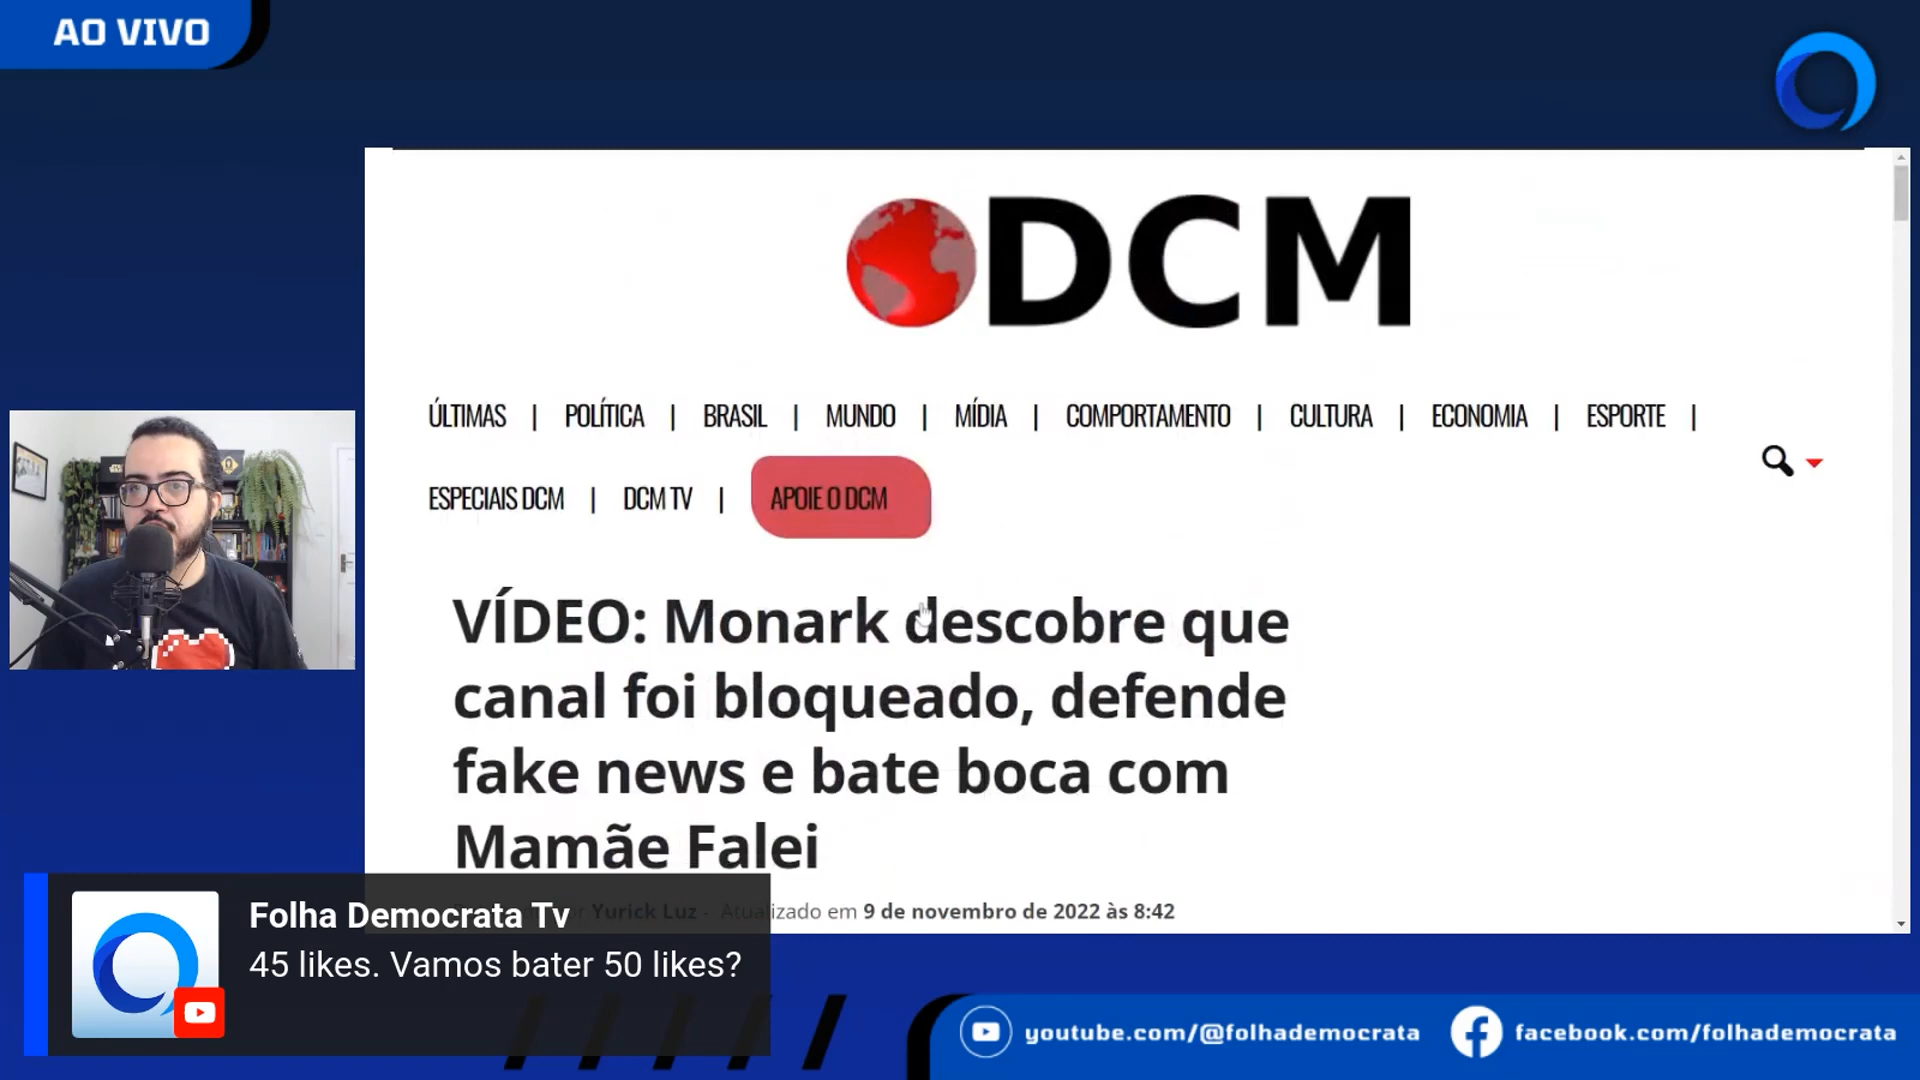 AO VIVO
DCM
ÚLTIMAS | POLÍTICA | BRASIL | MUNDO | MÍDIA | COMPORTAMENTO | CULTURA | ECONOMIA | ESPORTE |
ESPECIAIS DCM | DCM TV | APOIE O DCM
VÍDEO: Monark descobre que
canal foi bloqueado, defende
fake news e bate boca com
Mamãe Falei
Yurick Luz - Atualizado em 9 de novembro de 2022 às 8:42
Folha Democrata Tv
45 likes. Vamos bater 50 likes?
youtube.com/@folhademocrata
facebook.com/folhademocrata